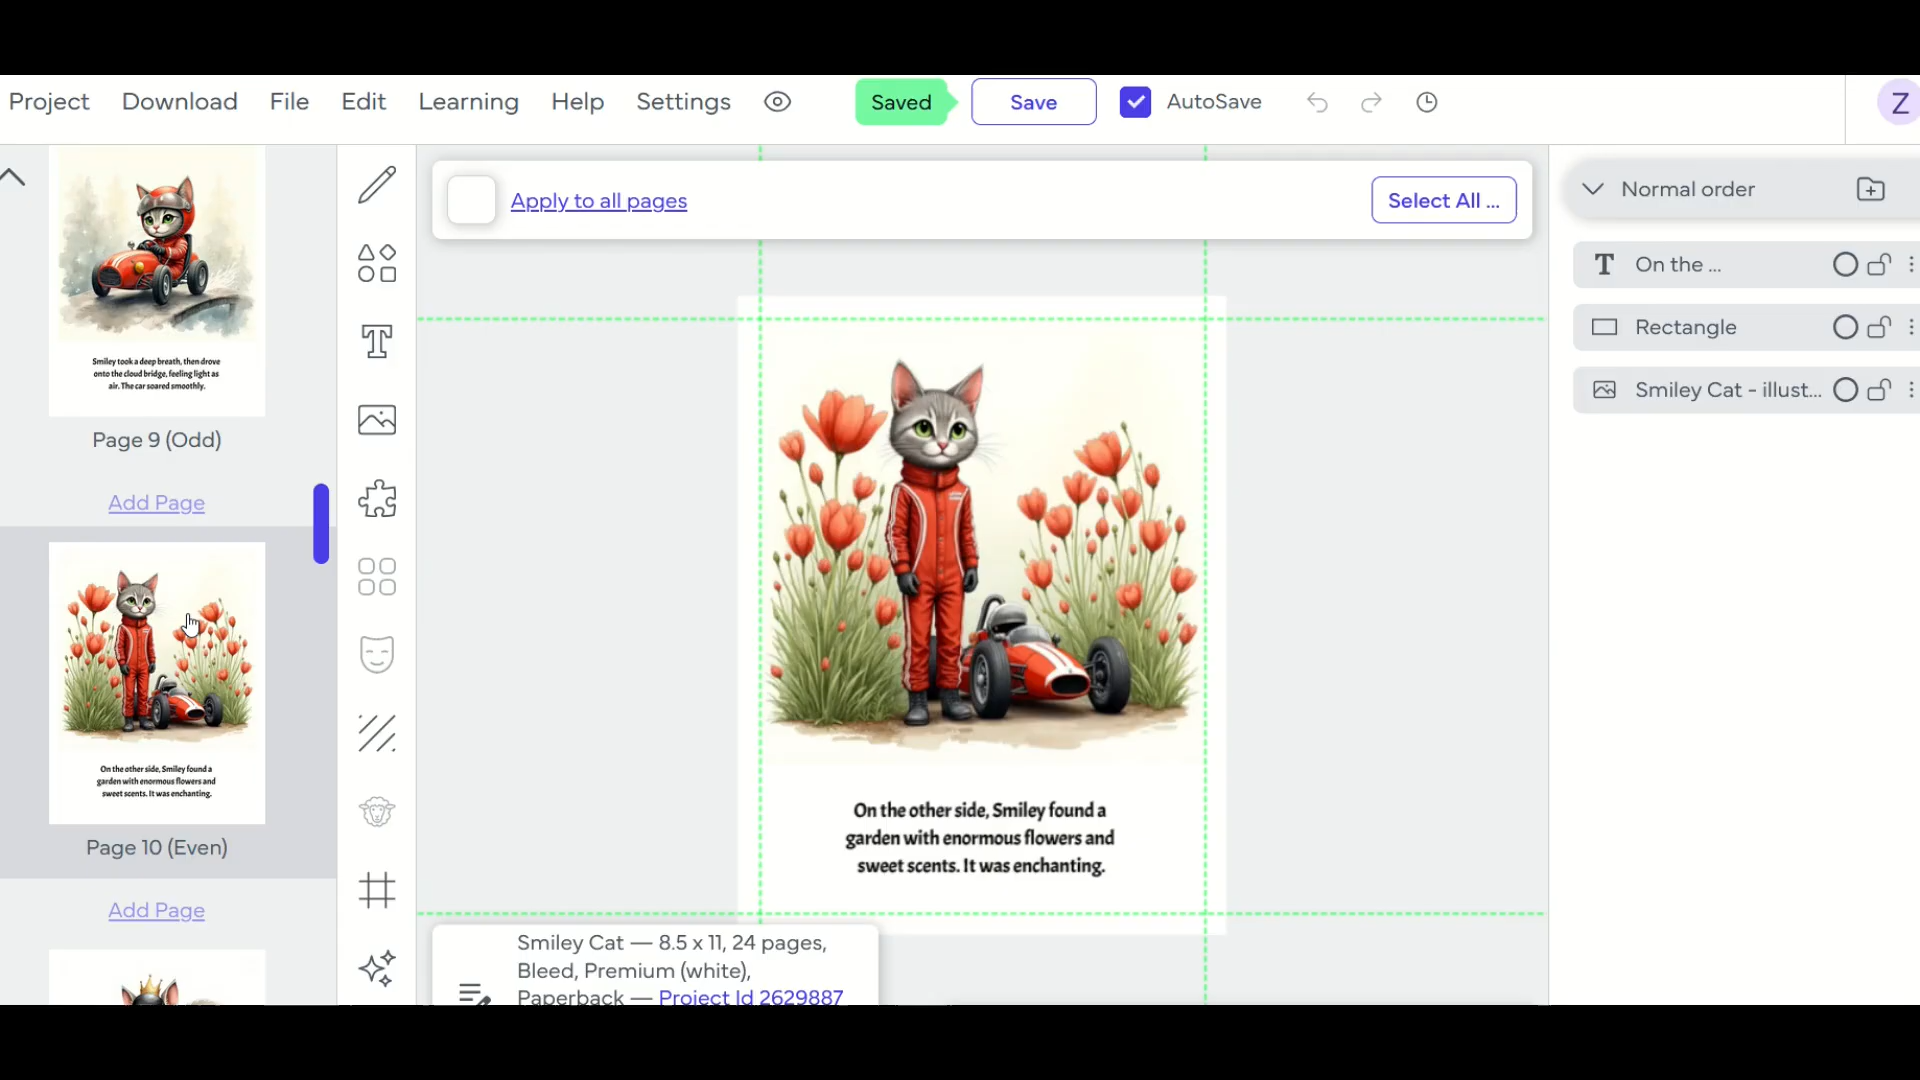 Project Download File Edit Learning Help Settings Saved Save AutoSave Z
Smiley took a deep breath, then drove
onto the cloud bridge, feeling light as
air. The car soared smoothly.
Page 9 (Odd)
Add Page
On the other side, Smiley found a
garden with enormous flowers and
sweet scents. It was enchanting.
Page 10 (Even)
Add Page
Apply to all pages Select All ...
On the other side, Smiley found a
garden with enormous flowers and
sweet scents. It was enchanting.
Smiley Cat — 8.5 x 11, 24 pages,
Bleed, Premium (white),
Paperback — Project Id 2629887
Normal order
On the ...
Rectangle
Smiley Cat - illust...